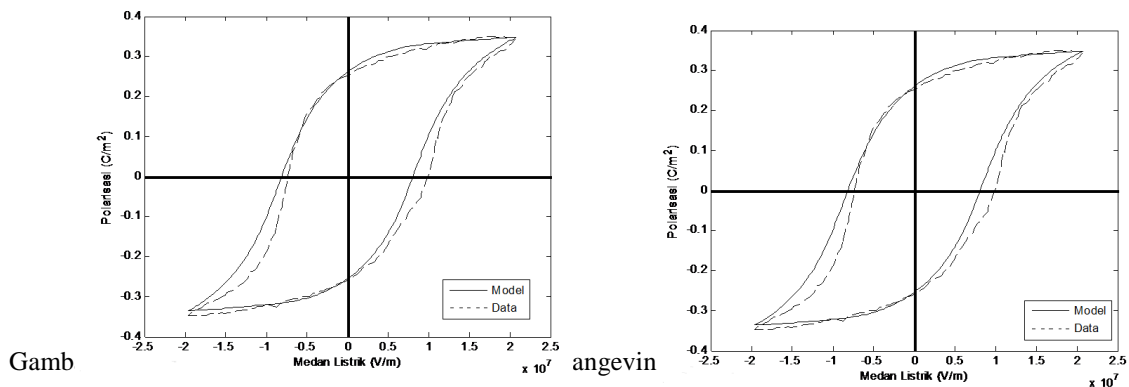 0.4
0.3
0.2
0.1
0
-0.1
-0.2
-0.3
-0.4
Polarisasi (C/m²)
-2.5 -2 -1.5 -1 -0.5 0 0.5 1 1.5 2 2.5
Medan Listrik (V/m)
x 10⁷
Model
Data
Gamb
0.4
0.3
0.2
0.1
0
-0.1
-0.2
-0.3
-0.4
Polarisasi (C/m²)
-2.5 -2 -1.5 -1 -0.5 0 0.5 1 1.5 2 2.5
Medan Listrik (V/m)
x 10⁷
Model
Data
angevin